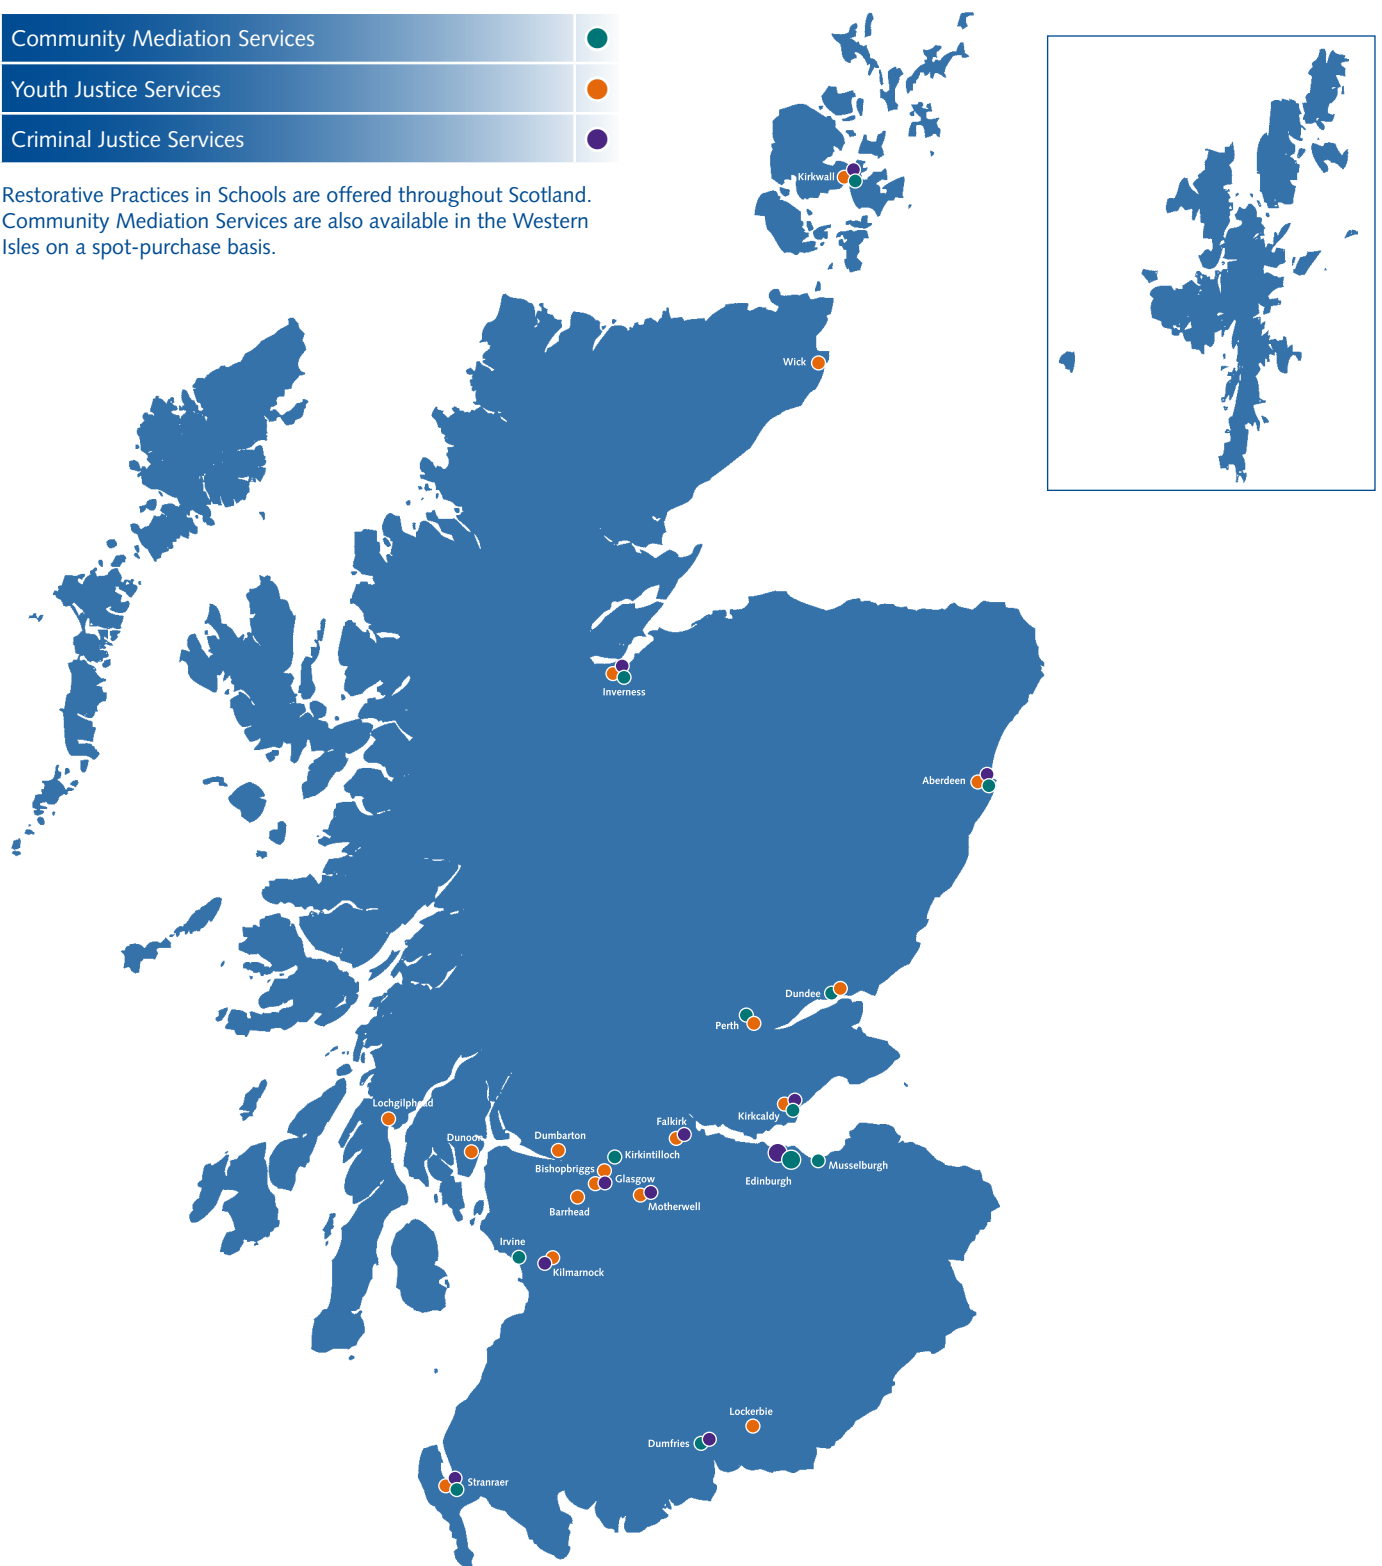 Community Mediation Services
Youth Justice Services
Criminal Justice Services
Restorative Practices in Schools are offered throughout Scotland.
Community Mediation Services are also available in the Western
Isles on a spot-purchase basis.
Kirkwall
Wick
Inverness
Aberdeen
Dundee
Perth
Lochgilphead
Kirkcaldy
Falkirk
Dunoon
Dumbarton
Kirkintilloch
Musselburgh
Bishopbriggs
Glasgow
Edinburgh
Motherwell
Barrhead
Irvine
Kilmarnock
Lockerbie
Dumfries
Stranraer